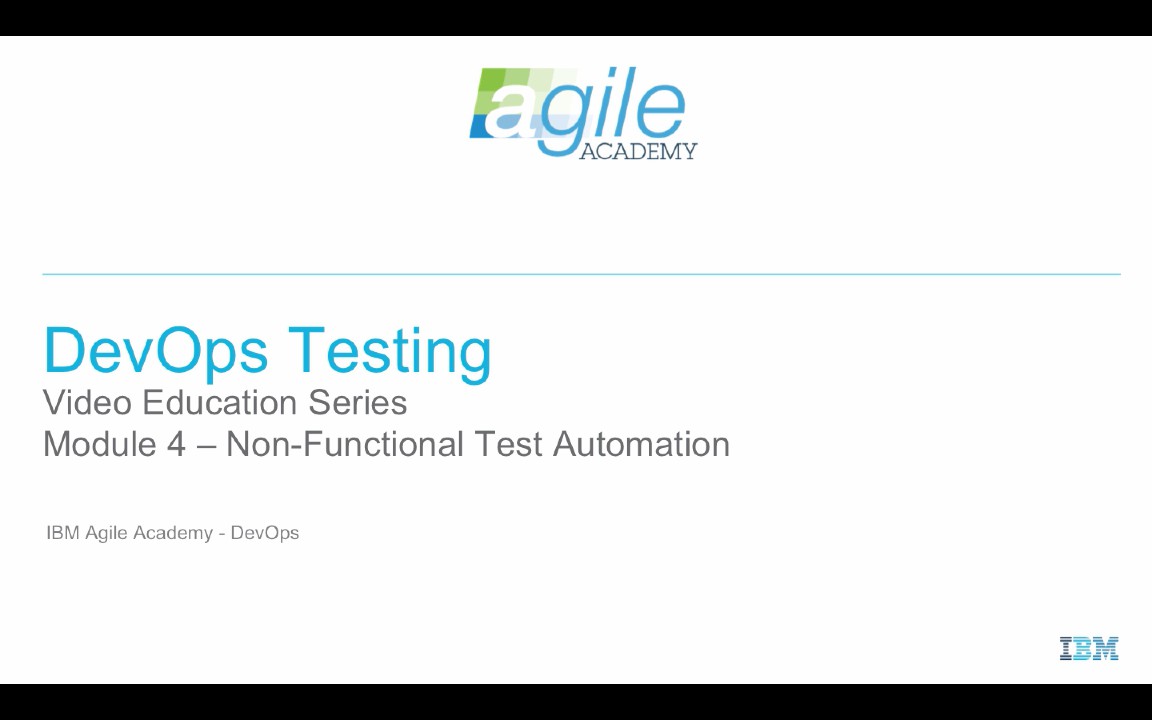 agile
ACADEMY
DevOps Testing
Video Education Series
Module 4 – Non-Functional Test Automation
IBM Agile Academy - DevOps
IBM